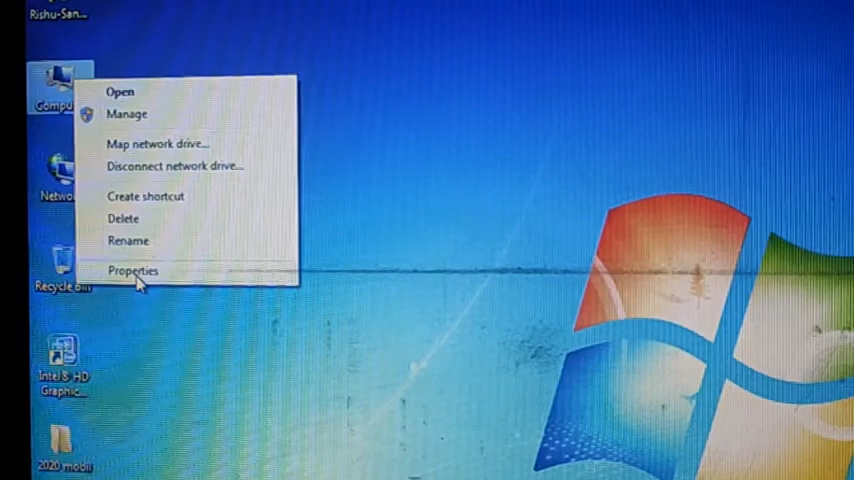 Rishu-San...
Compu
Open
Manage
Map network drive...
Disconnect network drive...
Netwo
Create shortcut
Delete
Rename
Properties
Recycle Bin
Intel® HD
Graphic...
2020 mobil